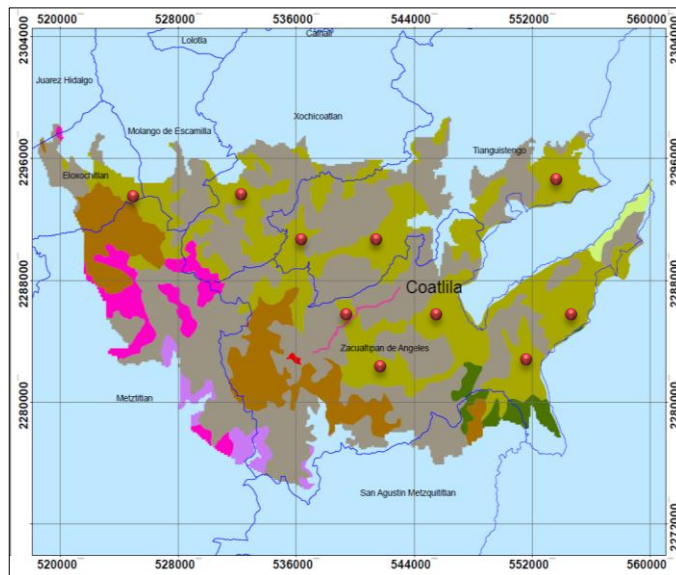 520000 528000 536000 544000 552000 560000
2304000 2304000
Calnali
Lolotla
Juarez Hidalgo
Xochicoatlan
Molango de Escamilla
Tianguistengo
2296000 2296000
Eloxochitlan
2288000 2288000
Coatlila
Zacualtipan de Angeles
Metztitlan
2280000 2280000
San Agustin Metzquititlan
2272000 2272000
520000 528000 536000 544000 552000 560000